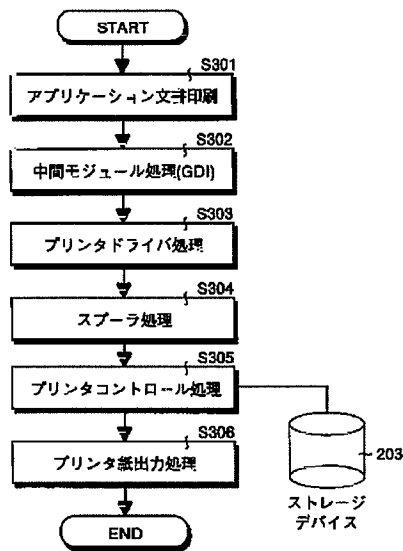 START
S301
アプリケーション文書印刷
S302
中間モジュール処理(GDI)
S303
プリンタドライバ処理
S304
スプーラ処理
S305
プリンタコントロール処理
203
ストレージ
デバイス
S306
プリンタ紙出力処理
END